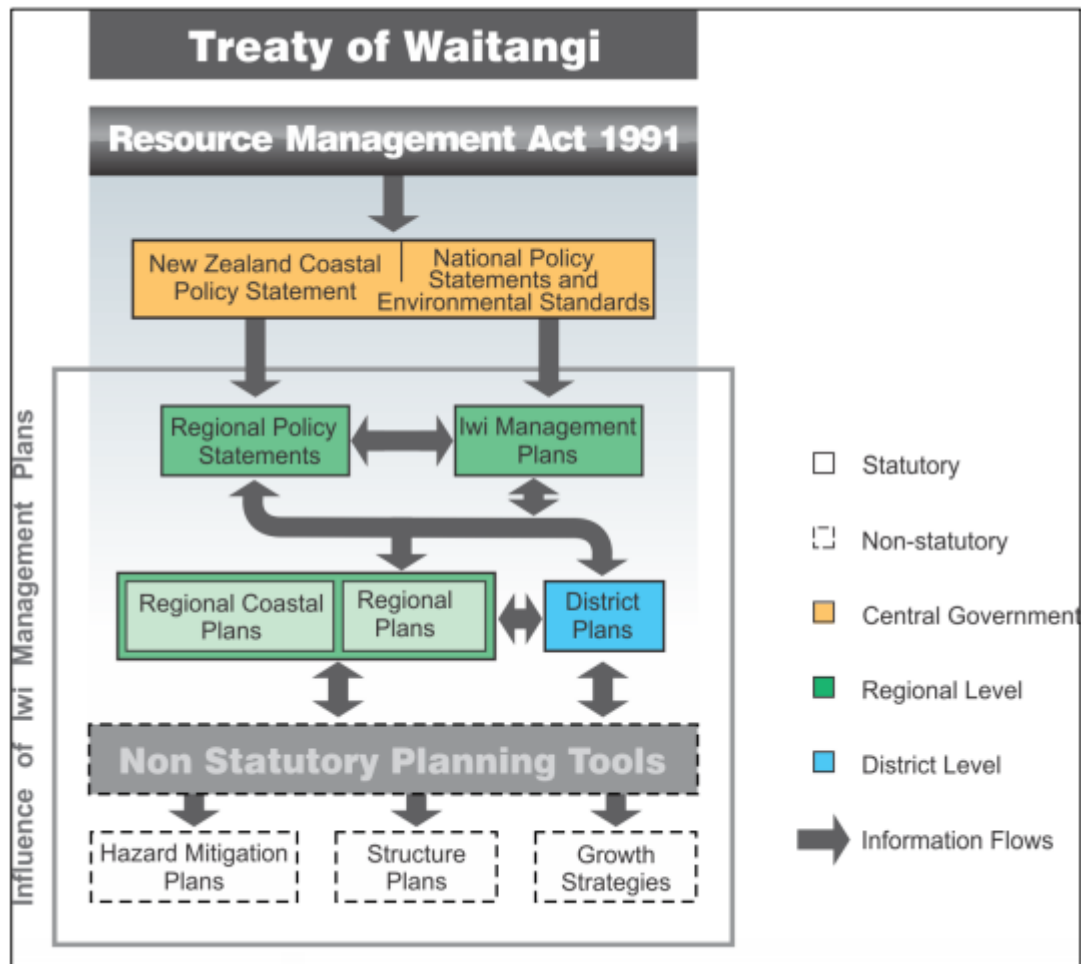 Treaty of Waitangi
Resource Management Act 1991
New Zealand Coastal
Policy Statement
National Policy
Statements and
Environmental Standards
Influence of Iwi Management Plans
Regional Policy
Statements
Iwi Management
Plans
Regional Coastal
Plans
Regional
Plans
District
Plans
Non Statutory Planning Tools
Hazard Mitigation
Plans
Structure
Plans
Growth
Strategies
Statutory
Non-statutory
Central Government
Regional Level
District Level
Information Flows